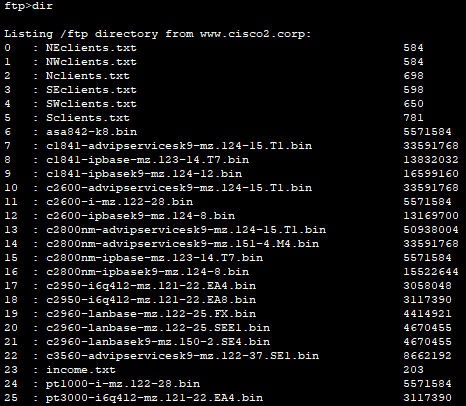 ftp>dir
Listing /ftp directory from www.cisco2.corp:
0 : NEclients.txt 584
1 : NWclients.txt 584
2 : Nclients.txt 698
3 : SEclients.txt 598
4 : SWclients.txt 650
5 : Sclients.txt 781
6 : asa842-k8.bin 5571584
7 : c1841-advipservicesk9-mz.124-15.T1.bin 33591768
8 : c1841-ipbase-mz.123-14.T7.bin 13832032
9 : c1841-ipbasek9-mz.124-12.bin 16599160
10 : c2600-advipservicesk9-mz.124-15.T1.bin 33591768
11 : c2600-i-mz.122-28.bin 5571584
12 : c2600-ipbasek9-mz.124-8.bin 13169700
13 : c2800nm-advipservicesk9-mz.124-15.T1.bin 50938004
14 : c2800nm-advipservicesk9-mz.151-4.M4.bin 33591768
15 : c2800nm-ipbase-mz.123-14.T7.bin 5571584
16 : c2800nm-ipbasek9-mz.124-8.bin 15522644
17 : c2950-i6q4l2-mz.121-22.EA4.bin 3058048
18 : c2950-i6q4l2-mz.121-22.EA8.bin 3117390
19 : c2960-lanbase-mz.122-25.FX.bin 4414921
20 : c2960-lanbase-mz.122-25.SEE1.bin 4670455
21 : c2960-lanbasek9-mz.150-2.SE4.bin 4670455
22 : c3560-advipservicesk9-mz.122-37.SE1.bin 8662192
23 : income.txt 203
24 : pt1000-i-mz.122-28.bin 5571584
25 : pt3000-i6q4l2-mz.121-22.EA4.bin 3117390